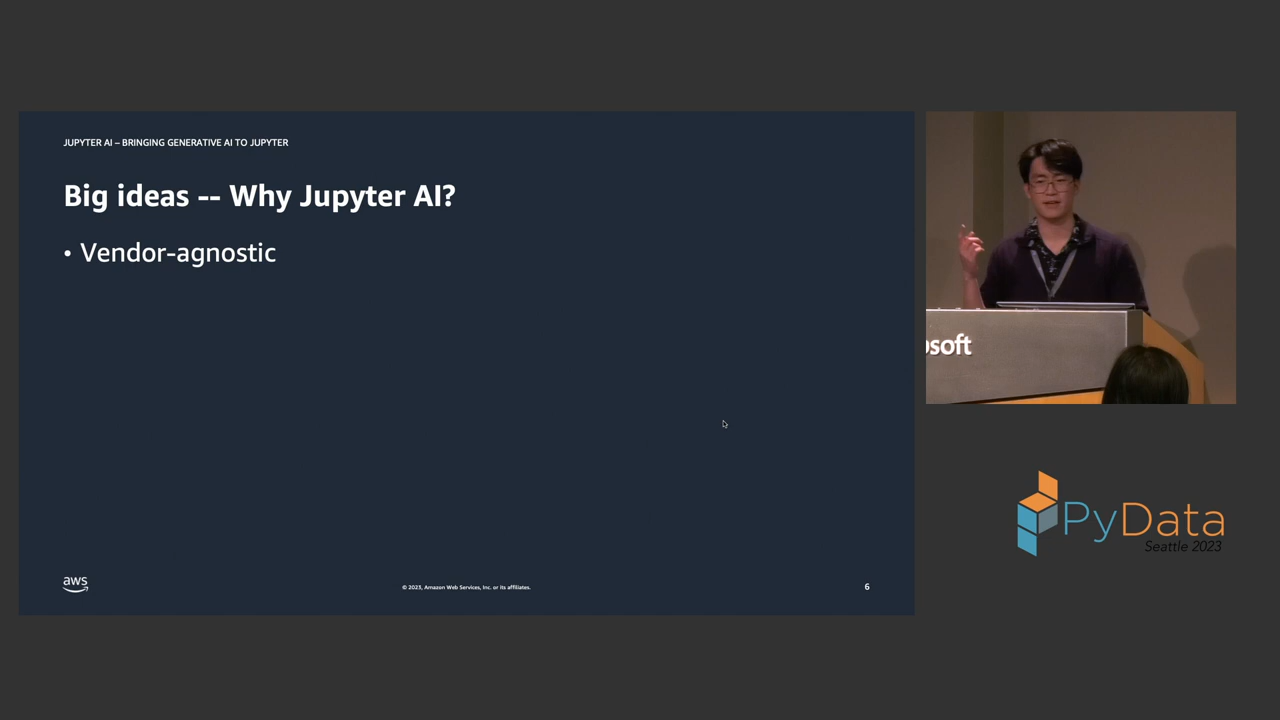 JUPYTER AI – BRINGING GENERATIVE AI TO JUPYTER
Big ideas -- Why Jupyter AI?
• Vendor-agnostic
aws
© 2023, Amazon Web Services, Inc. or its affiliates.
6
osoft
PyData
Seattle 2023